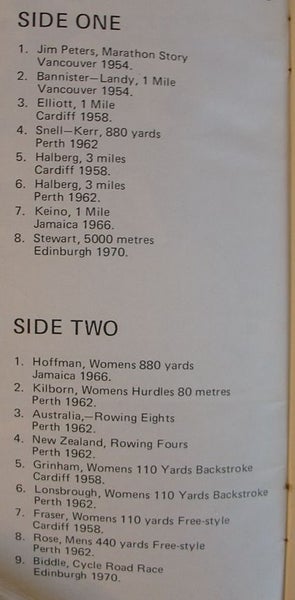 SIDE ONE
1. Jim Peters, Marathon Story
Vancouver 1954.
2. Bannister—Landy, 1 Mile
Vancouver 1954.
3. Elliott, 1 Mile
Cardiff 1958.
4. Snell—Kerr, 880 yards
Perth 1962
5. Halberg, 3 miles
Cardiff 1958.
6. Halberg, 3 miles
Perth 1962.
7. Keino, 1 Mile
Jamaica 1966.
8. Stewart, 5000 metres
Edinburgh 1970.
SIDE TWO
1. Hoffman, Womens 880 yards
Jamaica 1966.
2. Kilborn, Womens Hurdles 80 metres
Perth 1962.
3. Australia,—Rowing Eights
Perth 1962.
4. New Zealand, Rowing Fours
Perth 1962.
5. Grinham, Womens 110 Yards Backstroke
Cardiff 1958.
6. Lonsbrough, Womens 110 Yards Backstroke
Perth 1962.
7. Fraser, Womens 110 yards Free-style
Cardiff 1958.
8. Rose, Mens 440 yards Free-style
Perth 1962.
9. Biddle, Cycle Road Race
Edinburgh 1970.